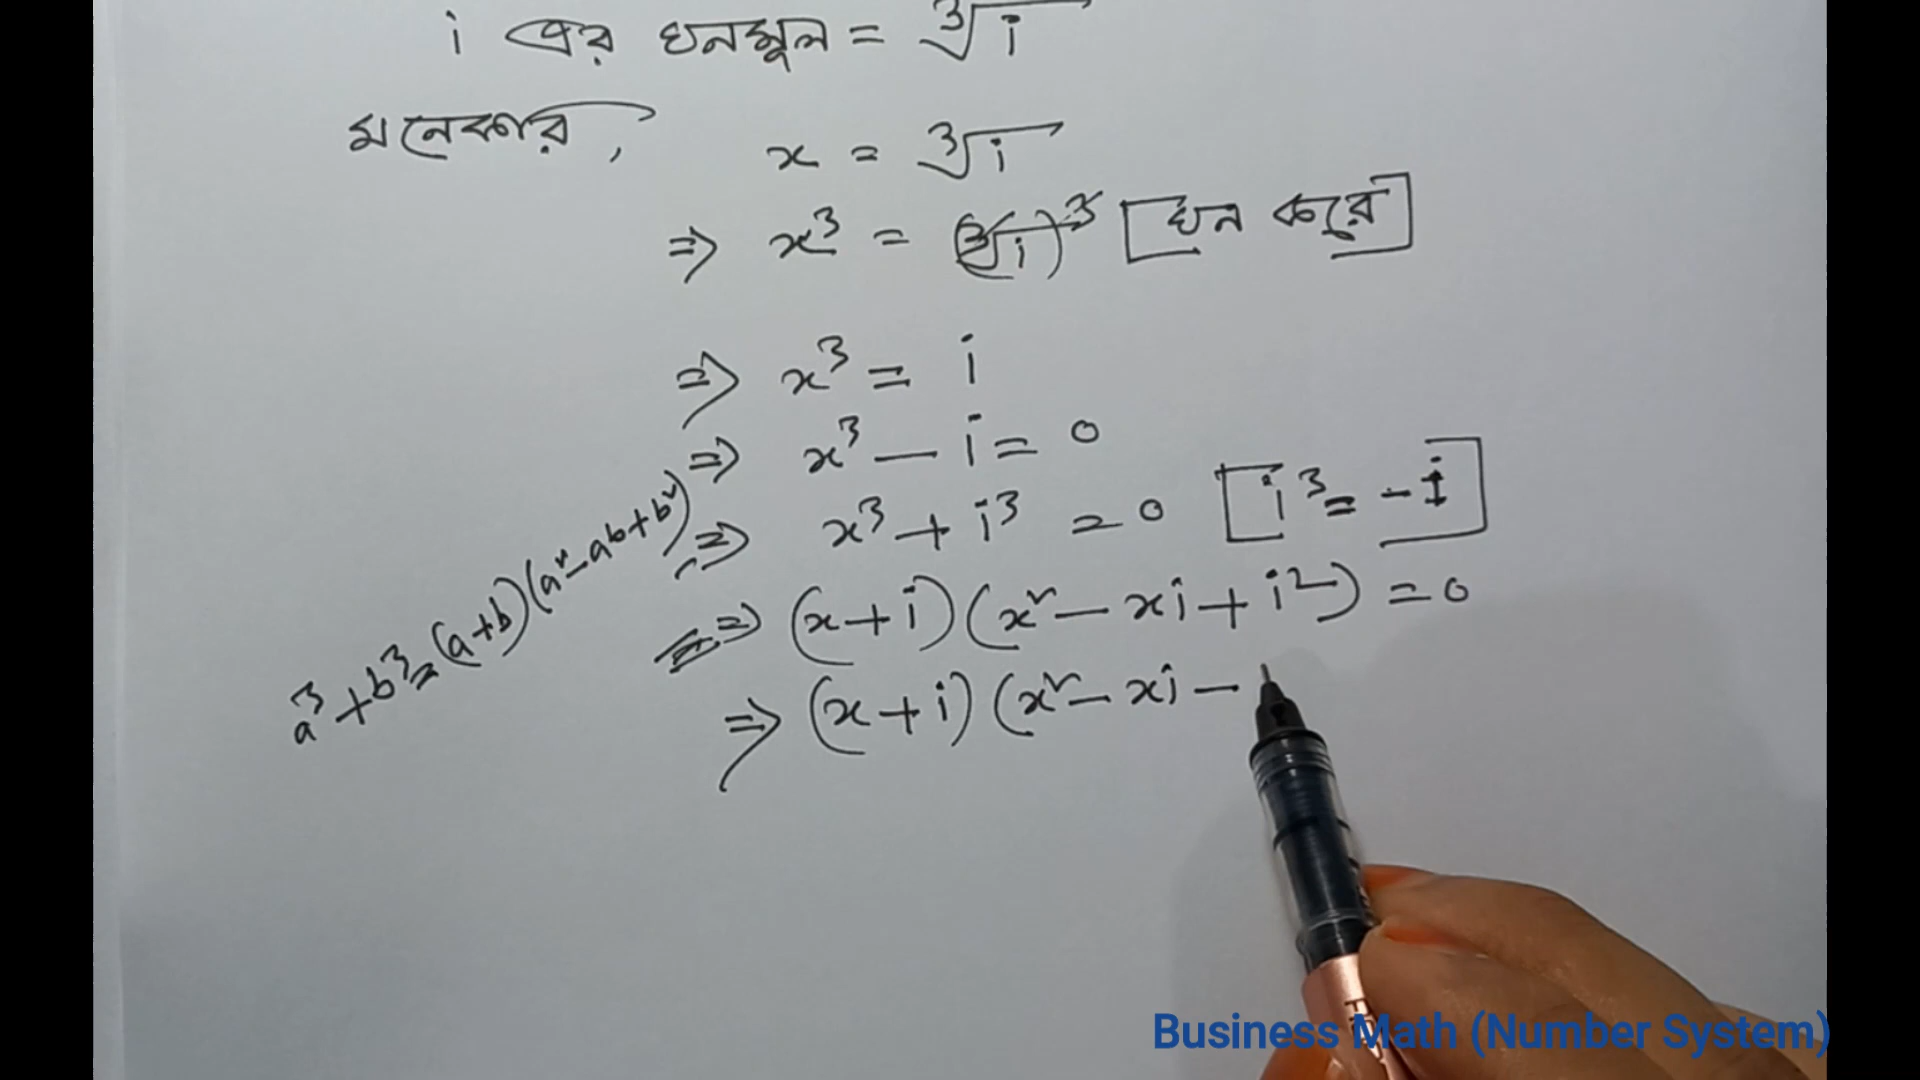 i এর ঘনমূল = ∛i
মনেকরি, x = ∛i
⇒ x³ = (∛i)³ [ঘন করে]
⇒ x³ = i
⇒ x³ — i = 0
⇒ x³ + i³ = 0 [i³ = -i]
⇒ (x+i)(x² — xi + i²) = 0
⇒ (x+i)(x² — xi —
a³+b³=(a+b)(a²-ab+b²)
Business Math (Number System)